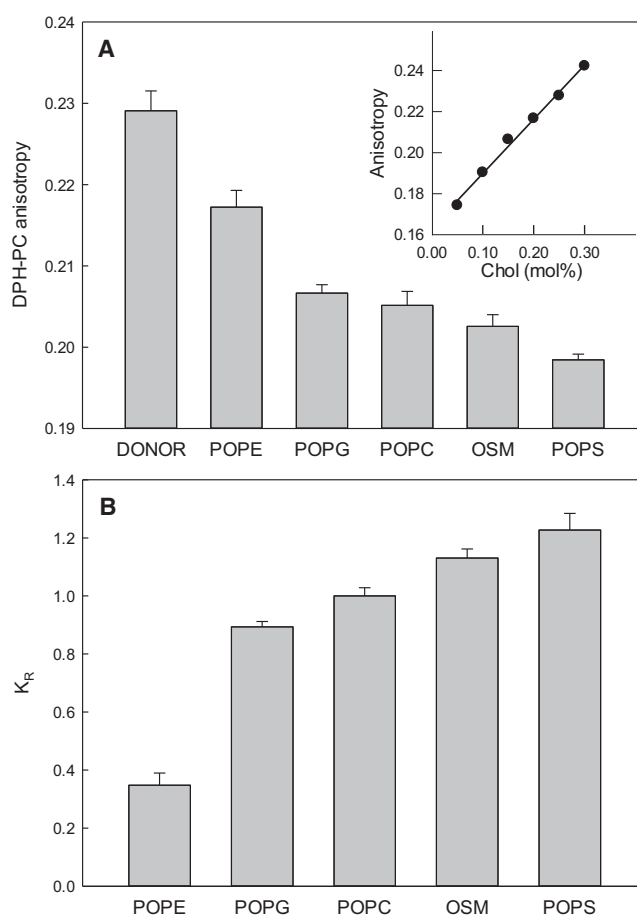 A
DPH-PC anisotropy
0.24
0.23
0.22
0.21
0.20
0.19
DONOR POPE POPG POPC OSM POPS
Anisotropy
0.24
0.22
0.20
0.18
0.16
0.00 0.10 0.20 0.30
Chol (mol%)
B
K_R
1.4
1.2
1.0
0.8
0.6
0.4
0.2
0.0
POPE POPG POPC OSM POPS